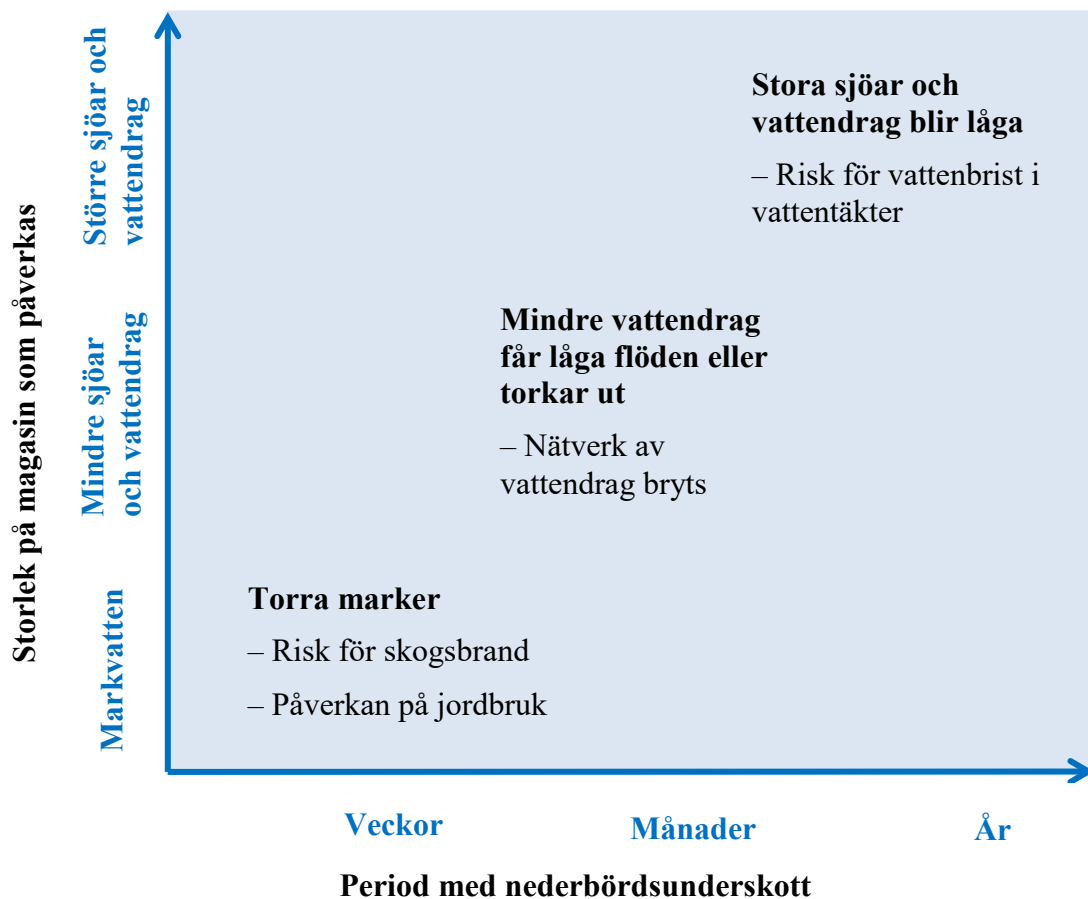 Storlek på magasin som påverkas
Större sjöar och
vattendrag
Mindre sjöar
och vattendrag
Markvatten
Stora sjöar och
vattendrag blir låga
– Risk för vattenbrist i
vattentäkter
Mindre vattendrag
får låga flöden eller
torkar ut
– Nätverk av
vattendrag bryts
Torra marker
– Risk för skogsbrand
– Påverkan på jordbruk
Veckor
Månader
År
Period med nederbördsunderskott